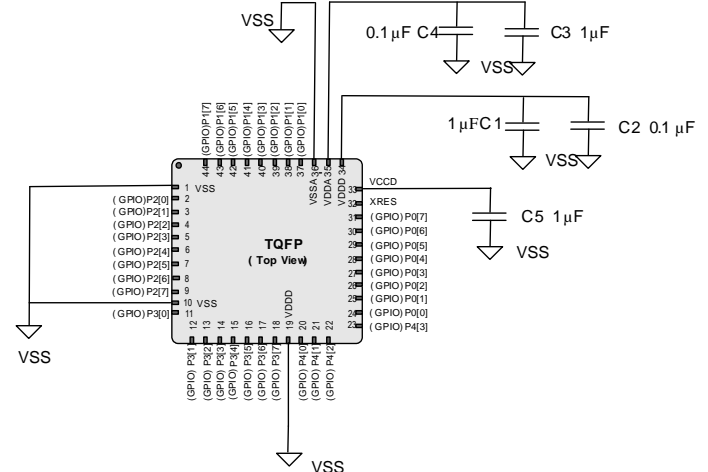 VSS
0.1 µF C4
C3 1µF
VSS
1 µF C1
C2 0.1 µF
VSS
44 (GPIO)P1[7]
43 (GPIO)P1[6]
42 (GPIO)P1[5]
41 (GPIO)P1[4]
40 (GPIO)P1[3]
39 (GPIO)P1[2]
38 (GPIO)P1[1]
37 (GPIO)P1[0]
VSSA 36
VDDA 35
VDDD 34
1 VSS
(GPIO)P2[0] 2
(GPIO)P2[1] 3
(GPIO)P2[2] 4
(GPIO)P2[3] 5
(GPIO)P2[4] 6
(GPIO)P2[5] 7
(GPIO)P2[6] 8
(GPIO)P2[7] 9
10 VSS
(GPIO)P3[0] 11
TQFP
(Top View)
33 VCCD
32 XRES
31 (GPIO)P0[7]
30 (GPIO)P0[6]
29 (GPIO)P0[5]
28 (GPIO)P0[4]
27 (GPIO)P0[3]
26 (GPIO)P0[2]
25 (GPIO)P0[1]
24 (GPIO)P0[0]
23 (GPIO)P4[3]
C5 1µF
VSS
(GPIO) P3[1] 12
(GPIO) P3[2] 13
(GPIO) P3[3] 14
(GPIO) P3[4] 15
(GPIO) P3[5] 16
(GPIO) P3[6] 17
(GPIO) P3[7] 18
19 VDDD
(GPIO) P4[0] 20
(GPIO) P4[1] 21
(GPIO) P4[2] 22
VSS
VSS